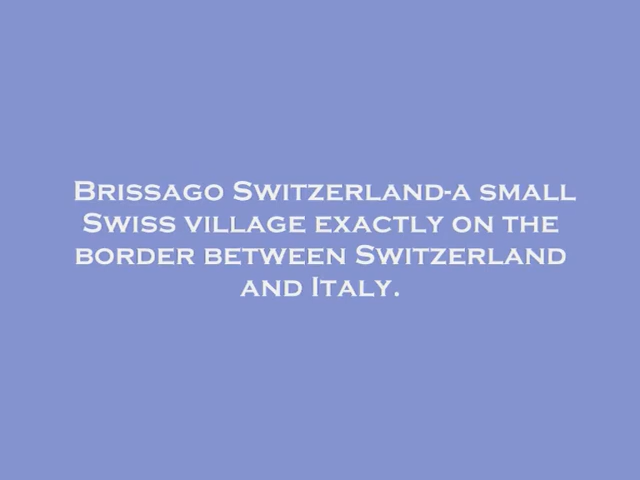 Brissago Switzerland-a small
Swiss village exactly on the
border between Switzerland
and Italy.